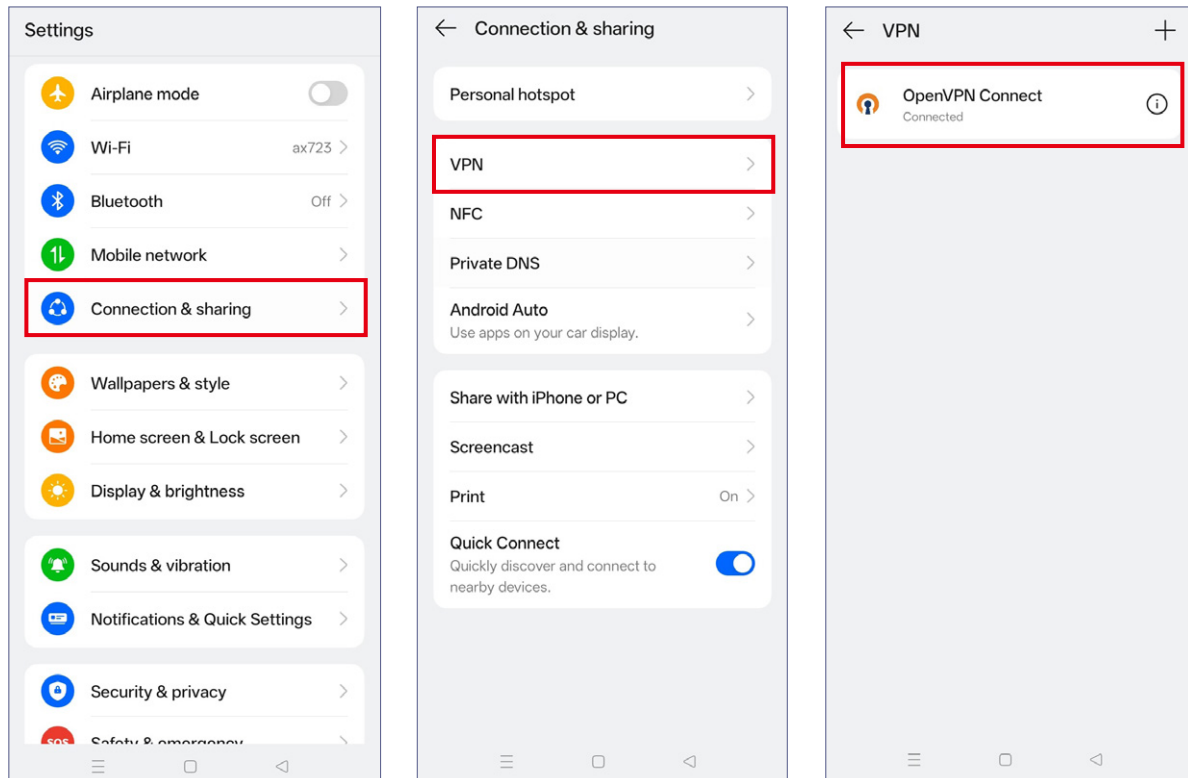 Settings
Airplane mode
Wi-Fi ax723
Bluetooth Off
Mobile network
Connection & sharing
Wallpapers & style
Home screen & Lock screen
Display & brightness
Sounds & vibration
Notifications & Quick Settings
Security & privacy
SOS Safety & emergency
Connection & sharing
Personal hotspot
VPN
NFC
Private DNS
Android Auto
Use apps on your car display.
Share with iPhone or PC
Screencast
Print On
Quick Connect
Quickly discover and connect to
nearby devices.
VPN
OpenVPN Connect
Connected